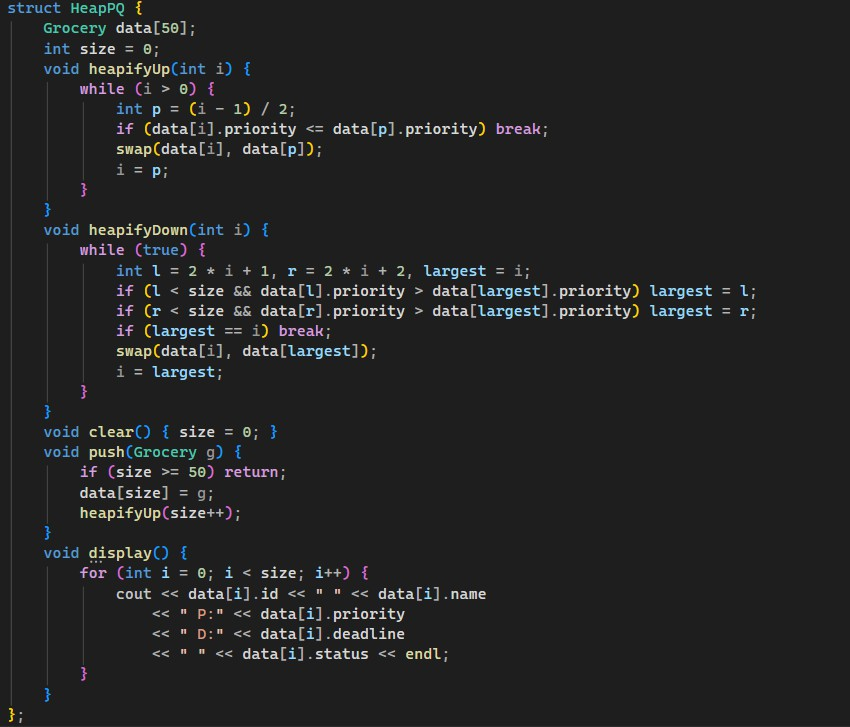 struct HeapPQ {
    Grocery data[50];
    int size = 0;
    void heapifyUp(int i) {
        while (i > 0) {
            int p = (i - 1) / 2;
            if (data[i].priority <= data[p].priority) break;
            swap(data[i], data[p]);
            i = p;
        }
    }
    void heapifyDown(int i) {
        while (true) {
            int l = 2 * i + 1, r = 2 * i + 2, largest = i;
            if (l < size && data[l].priority > data[largest].priority) largest = l;
            if (r < size && data[r].priority > data[largest].priority) largest = r;
            if (largest == i) break;
            swap(data[i], data[largest]);
            i = largest;
        }
    }
    void clear() { size = 0; }
    void push(Grocery g) {
        if (size >= 50) return;
        data[size] = g;
        heapifyUp(size++);
    }
    void display() {
        for (int i = 0; i < size; i++) {
            cout << data[i].id << " " << data[i].name
                << " P:" << data[i].priority
                << " D:" << data[i].deadline
                << " " << data[i].status << endl;
        }
    }
};